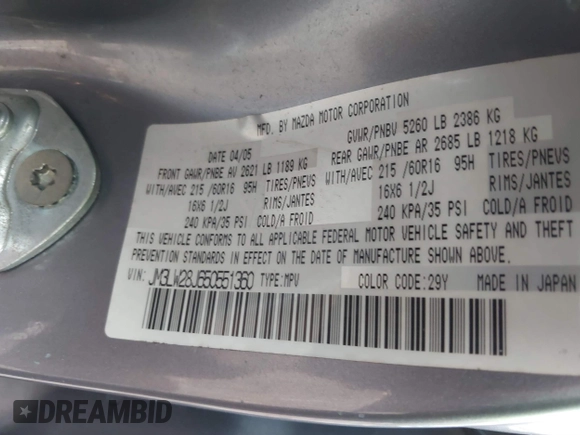 MFD. BY MAZDA MOTOR CORPORATION
DATE 04/05 GVWR/PNBV 5260 LB 2386 KG
FRONT GAWR/PNBE AV 2621 LB 1189 KG REAR GAWR/PNBE AR 2685 LB 1218 KG
WITH/AVEC 215/60R16 95H TIRES/PNEVS WITH/AVEC 215/60R16 95H TIRES/PNEVS
16X6 1/2J RIMS/JANTES 16X6 1/2J RIMS/JANTES
240 KPA/35 PSI COLD/A FROID 240 KPA/35 PSI COLD/A FROID
THIS VEHICLE CONFORMS TO ALL APPLICABLE FEDERAL MOTOR VEHICLE SAFETY AND THEFT
PREVENTION STANDARDS IN EFFECT ON THE DATE OF MANUFACTURE SHOWN ABOVE.
VIN: JM3LW28J650551360 TYPE:MPV COLOR CODE:29Y MADE IN JAPAN
DREAMBID